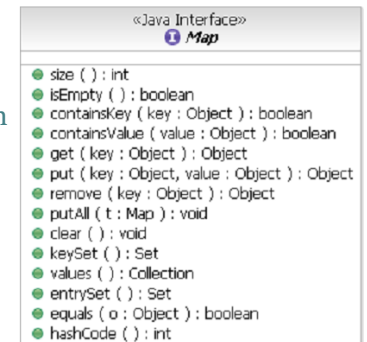 «Java Interface»
I Map
size ( ) : int
isEmpty ( ) : boolean
n
containsKey ( key : Object ) : boolean
containsValue ( value : Object ) : boolean
get ( key : Object ) : Object
put ( key : Object, value : Object ) : Object
remove ( key : Object ) : Object
putAll ( t : Map ) : void
clear ( ) : void
keySet ( ) : Set
values ( ) : Collection
entrySet ( ) : Set
equals ( o : Object ) : boolean
hashCode ( ) : int